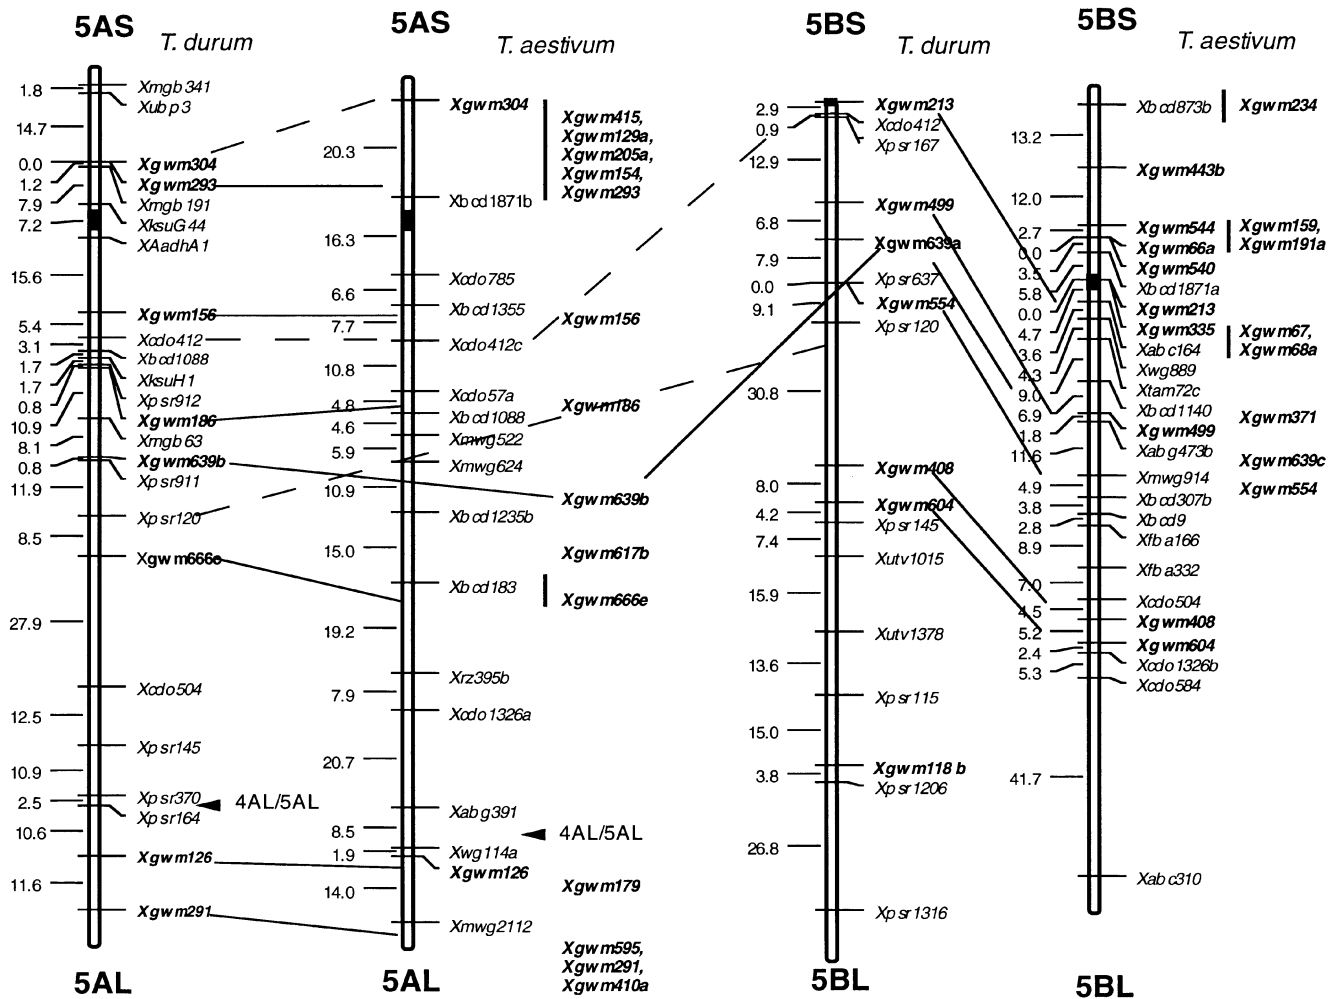 5AS
T. durum
1.8
14.7
0.0
1.2
7.9
7.2
15.6
5.4
3.1
1.7
1.7
0.8
10.9
8.1
0.8
11.9
8.5
27.9
12.5
10.9
2.5
10.6
11.6
Xmgb341
Xubp3
Xgwm304
Xgwm293
Xmgb191
XksuG44
XAadhA1
Xgwm156
Xcdo412
Xbcd1088
XksuH1
Xpsr912
Xgwm186
Xmgb63
Xgwm639b
Xpsr911
Xpsr120
Xgwm666e
Xcdo504
Xpsr145
Xpsr370
4AL/5AL
Xpsr164
Xgwm126
Xgwm291
5AL
5AS
T. aestivum
20.3
16.3
6.6
7.7
10.8
4.8
4.6
5.9
10.9
15.0
19.2
7.9
20.7
8.5
1.9
14.0
Xgwm304
Xbcd1871b
Xcdo785
Xbcd1355
Xcdo412c
Xcdo57a
Xbcd1088
Xmwg522
Xmwg624
Xbcd1235b
Xbcd183
Xrz395b
Xcdo1326a
Xabg391
4AL/5AL
Xwg114a
Xgwm126
Xmwg2112
Xgwm415,
Xgwm129a,
Xgwm205a,
Xgwm154,
Xgwm293
Xgwm156
Xgwm186
Xgwm639b
Xgwm617b
Xgwm666e
Xgwm179
Xgwm595,
Xgwm291,
Xgwm410a
5AL
5BS
T. durum
2.9
0.9
12.9
6.8
7.9
0.0
9.1
30.8
8.0
4.2
7.4
15.9
13.6
15.0
3.8
26.8
Xgwm213
Xcdo412
Xpsr167
Xgwm499
Xgwm639a
Xpsr637
Xgwm554
Xpsr120
Xgwm408
Xgwm604
Xpsr145
Xutv1015
Xutv1378
Xpsr115
Xgwm118b
Xpsr1206
Xpsr1316
5BL
5BS
T. aestivum
13.2
12.0
2.7
0.0
3.5
5.8
0.0
4.7
3.6
4.3
9.0
6.9
1.8
11.6
4.9
3.8
2.8
8.9
7.0
4.5
5.2
2.4
5.3
41.7
Xbcd873b
Xgwm443b
Xgwm544
Xgwm66a
Xgwm540
Xbcd1871a
Xgwm213
Xgwm335
Xabc164
Xwg889
Xtam72c
Xbcd1140
Xgwm499
Xabg473b
Xmwg914
Xbcd307b
Xbcd9
Xfba166
Xfba332
Xcdo504
Xgwm408
Xgwm604
Xcdo1326b
Xcdo584
Xabc310
Xgwm234
Xgwm159,
Xgwm191a
Xgwm67,
Xgwm68a
Xgwm371
Xgwm639c
Xgwm554
5BL